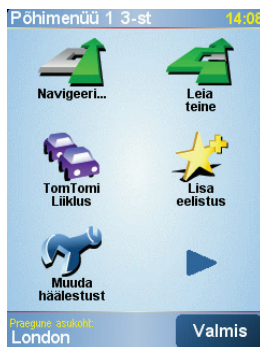 Põhimenüü 1 3-st 14:08
Navigeeri...
Leia
teine
TomTomi
Liiklus
Lisa
eelistus
Muuda
häälestust
Praegune asukoht:
London
Valmis